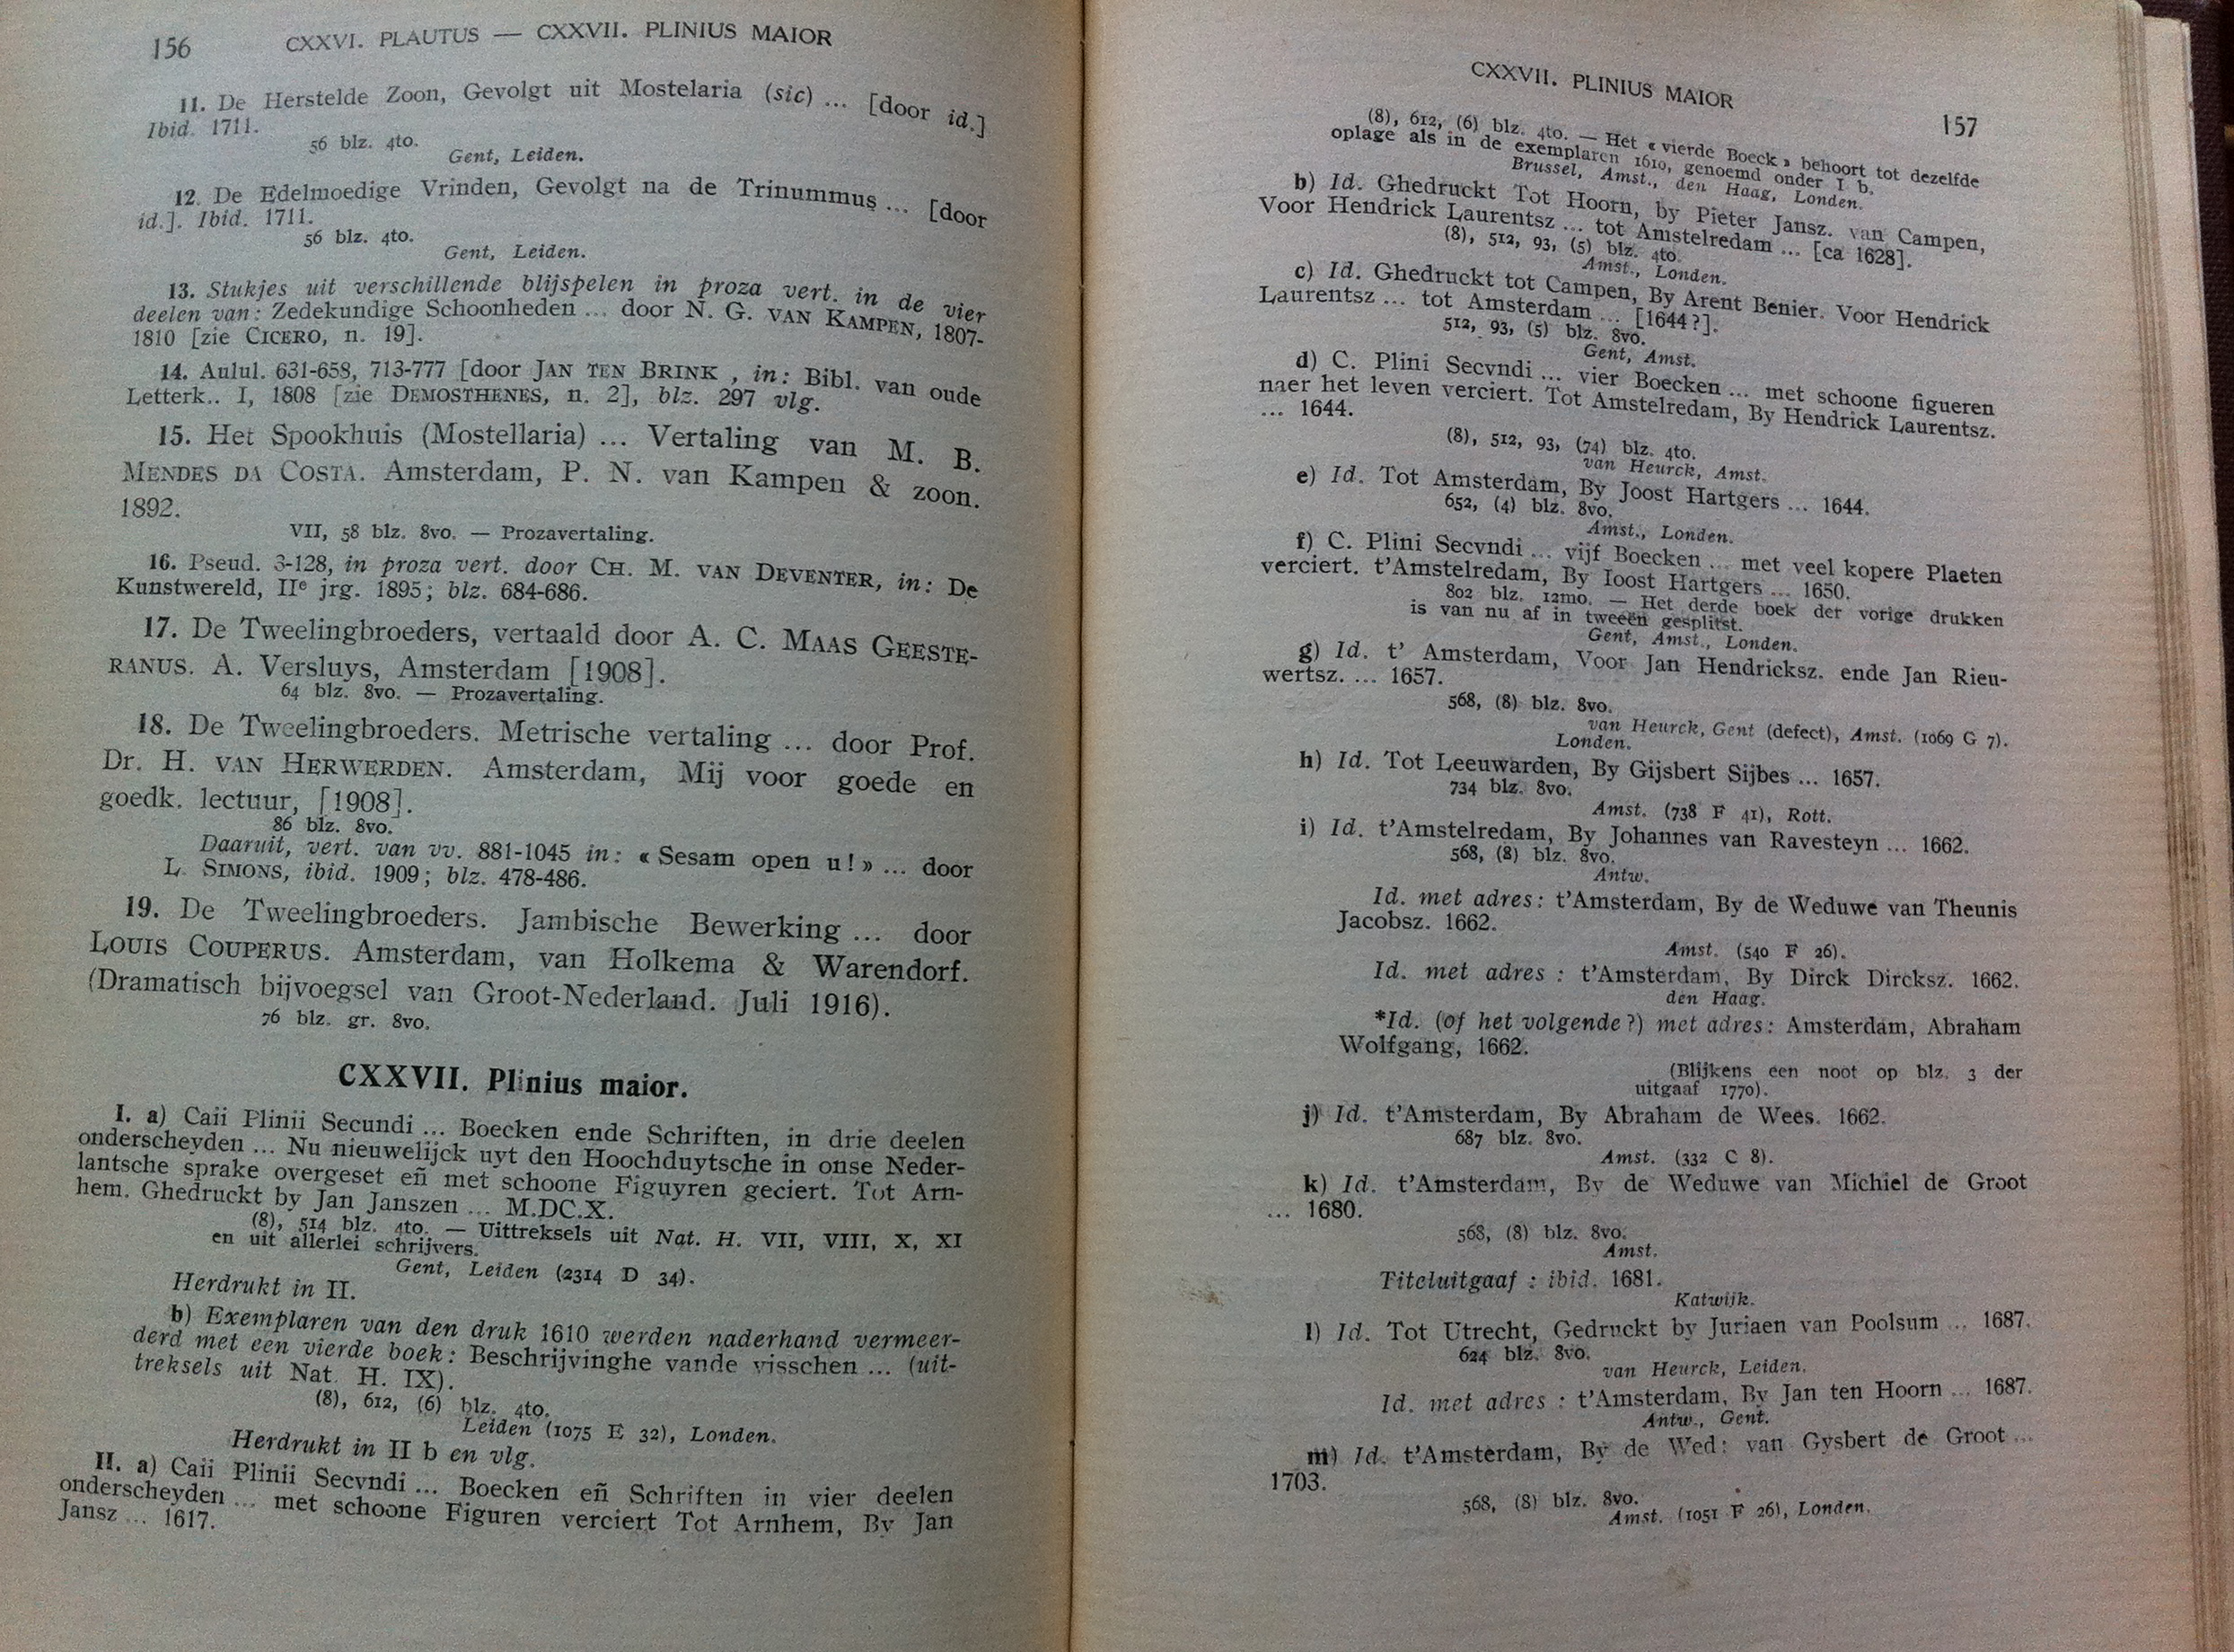 156 CXXVI. PLAUTUS — CXXVII. PLINIUS MAIOR
11. De Herstelde Zoon, Gevolgt uit Mostelaria (sic) ... [door id.]
Ibid. 1711.
56 blz. 4to.
Gent, Leiden.
12. De Edelmoedige Vrinden, Gevolgt na de Trinummus ... [door
id.]. Ibid. 1711.
56 blz. 4to.
Gent, Leiden.
13. Stukjes uit verschillende blijspelen in proza vert. in de vier
deelen van: Zedekundige Schoonheden ... door N. G. VAN KAMPEN, 1807-
1810 [zie CICERO, n. 19].
14. Aulul. 631-658, 713-777 [door JAN TEN BRINK , in: Bibl. van oude
Letterk.. I, 1808 [zie DEMOSTHENES, n. 2], blz. 297 vlg.
15. Het Spookhuis (Mostellaria) ... Vertaling van M. B.
MENDES DA COSTA. Amsterdam, P. N. van Kampen & zoon.
1892.
VII, 58 blz. 8vo. — Prozavertaling.
16. Pseud. 3-128, in proza vert. door CH. M. VAN DEVENTER, in: De
Kunstwereld, IIe jrg. 1895; blz. 684-686.
17. De Tweelingbroeders, vertaald door A. C. MAAS GEESTE-
RANUS. A. Versluys, Amsterdam [1908].
64 blz. 8vo. — Prozavertaling.
18. De Tweelingbroeders. Metrische vertaling ... door Prof.
Dr. H. VAN HERWERDEN. Amsterdam, Mij voor goede en
goedk. lectuur, [1908].
86 blz. 8vo.
Daaruit, vert. van vv. 881-1045 in: « Sesam open u! » ... door
L. SIMONS, ibid. 1909; blz. 478-486.
19. De Tweelingbroeders. Jambische Bewerking ... door
LOUIS COUPERUS. Amsterdam, van Holkema & Warendorf.
(Dramatisch bijvoegsel van Groot-Nederland. Juli 1916).
76 blz. gr. 8vo.
CXXVII. Plinius maior.
I. a) Caii Plinii Secundi ... Boecken ende Schriften, in drie deelen
onderscheyden ... Nu nieuwelijck uyt den Hoochduytsche in onse Neder-
lantsche sprake overgeset eñ met schoone Figuyren geciert. Tot Arn-
hem. Ghedruckt by Jan Janszen ... M.DC.X.
(8), 514 blz. 4to. — Uittreksels uit Nat. H. VII, VIII, X, XI
en uit allerlei schrijvers.
Gent, Leiden (2314 D 34).
Herdrukt in II.
b) Exemplaren van den druk 1610 werden naderhand vermeer-
derd met een vierde boek: Beschrijvinghe vande visschen ... (uit-
treksels uit Nat. H. IX).
(8), 612, (6) blz. 4to.
Leiden (1075 E 32), Londen.
Herdrukt in II b en vlg.
II. a) Caii Plinii Secvndi ... Boecken eñ Schriften in vier deelen
onderscheyden ... met schoone Figuren verciert Tot Arnhem, By Jan
Jansz ... 1617.
CXXVII. PLINIUS MAIOR 157
(8), 612, (6) blz. 4to. — Het « vierde Boeck » behoort tot dezelfde
oplage als in de exemplaren 1610, genoemd onder I b.
Brussel, Amst., den Haag, Londen.
b) Id. Ghedruckt Tot Hoorn, by Pieter Jansz. van Campen,
Voor Hendrick Laurentsz ... tot Amstelredam ... [ca 1628].
(8), 512, 93, (5) blz. 4to.
Amst., Londen.
c) Id. Ghedruckt tot Campen, By Arent Benier. Voor Hendrick
Laurentsz ... tot Amsterdam ... [1644?].
512, 93, (5) blz. 8vo.
Gent, Amst.
d) C. Plini Secvndi ... vier Boecken ... met schoone figueren
naer het leven verciert. Tot Amstelredam, By Hendrick Laurentsz.
... 1644.
(8), 512, 93, (74) blz. 4to.
van Heurck, Amst.
e) Id. Tot Amsterdam, By Joost Hartgers ... 1644.
652, (4) blz. 8vo.
Amst., Londen.
f) C. Plini Secvndi ... vijf Boecken ... met veel kopere Plaeten
verciert. t'Amstelredam, By Ioost Hartgers ... 1650.
802 blz. 12mo. — Het derde boek der vorige drukken
is van nu af in tweeën gesplitst.
Gent, Amst., Londen.
g) Id. t' Amsterdam, Voor Jan Hendricksz. ende Jan Rieu-
wertsz. ... 1657.
568, (8) blz. 8vo.
van Heurck, Gent (defect), Amst. (1069 G 7).
Londen.
h) Id. Tot Leeuwarden, By Gijsbert Sijbes ... 1657.
734 blz. 8vo.
Amst. (738 F 41), Rott.
i) Id. t'Amstelredam, By Johannes van Ravesteyn ... 1662.
568, (8) blz. 8vo.
Antw.
Id. met adres: t'Amsterdam, By de Weduwe van Theunis
Jacobsz. 1662.
Amst. (540 F 26).
Id. met adres : t'Amsterdam, By Dirck Dircksz. 1662.
den Haag.
*Id. (of het volgende?) met adres: Amsterdam, Abraham
Wolfgang, 1662.
(Blijkens een noot op blz. 3 der
uitgaaf 1770).
j) Id. t'Amsterdam, By Abraham de Wees. 1662.
687 blz. 8vo.
Amst. (332 C 8).
k) Id. t'Amsterdam, By de Weduwe van Michiel de Groot
... 1680.
568, (8) blz. 8vo.
Amst.
Titeluitgaaf : ibid. 1681.
Katwijk.
l) Id. Tot Utrecht, Gedruckt by Juriaen van Poolsum ... 1687.
624 blz. 8vo.
van Heurck, Leiden.
Id. met adres : t'Amsterdam, By Jan ten Hoorn ... 1687.
Antw., Gent.
m) Id. t'Amsterdam, By de Wed: van Gysbert de Groot ...
1703.
568, (8) blz. 8vo.
Amst. (1051 F 26), Londen.